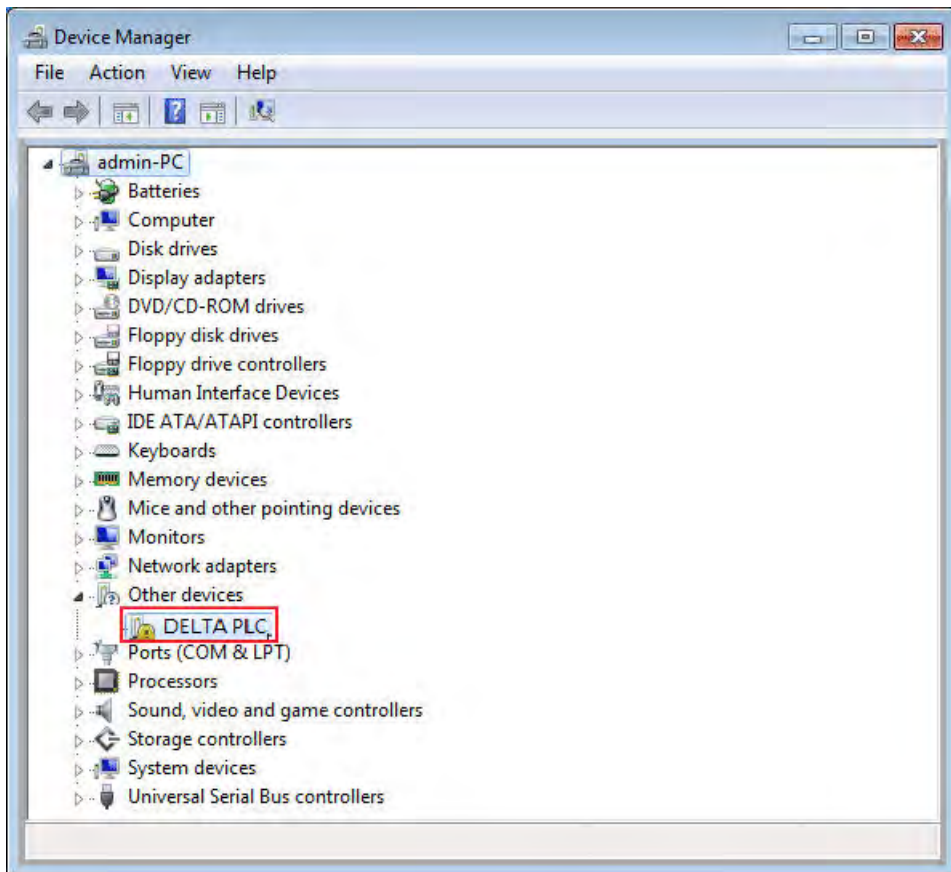 Device Manager
File Action View Help
admin-PC
Batteries
Computer
Disk drives
Display adapters
DVD/CD-ROM drives
Floppy disk drives
Floppy drive controllers
Human Interface Devices
IDE ATA/ATAPI controllers
Keyboards
Memory devices
Mice and other pointing devices
Monitors
Network adapters
Other devices
DELTA PLC
Ports (COM & LPT)
Processors
Sound, video and game controllers
Storage controllers
System devices
Universal Serial Bus controllers